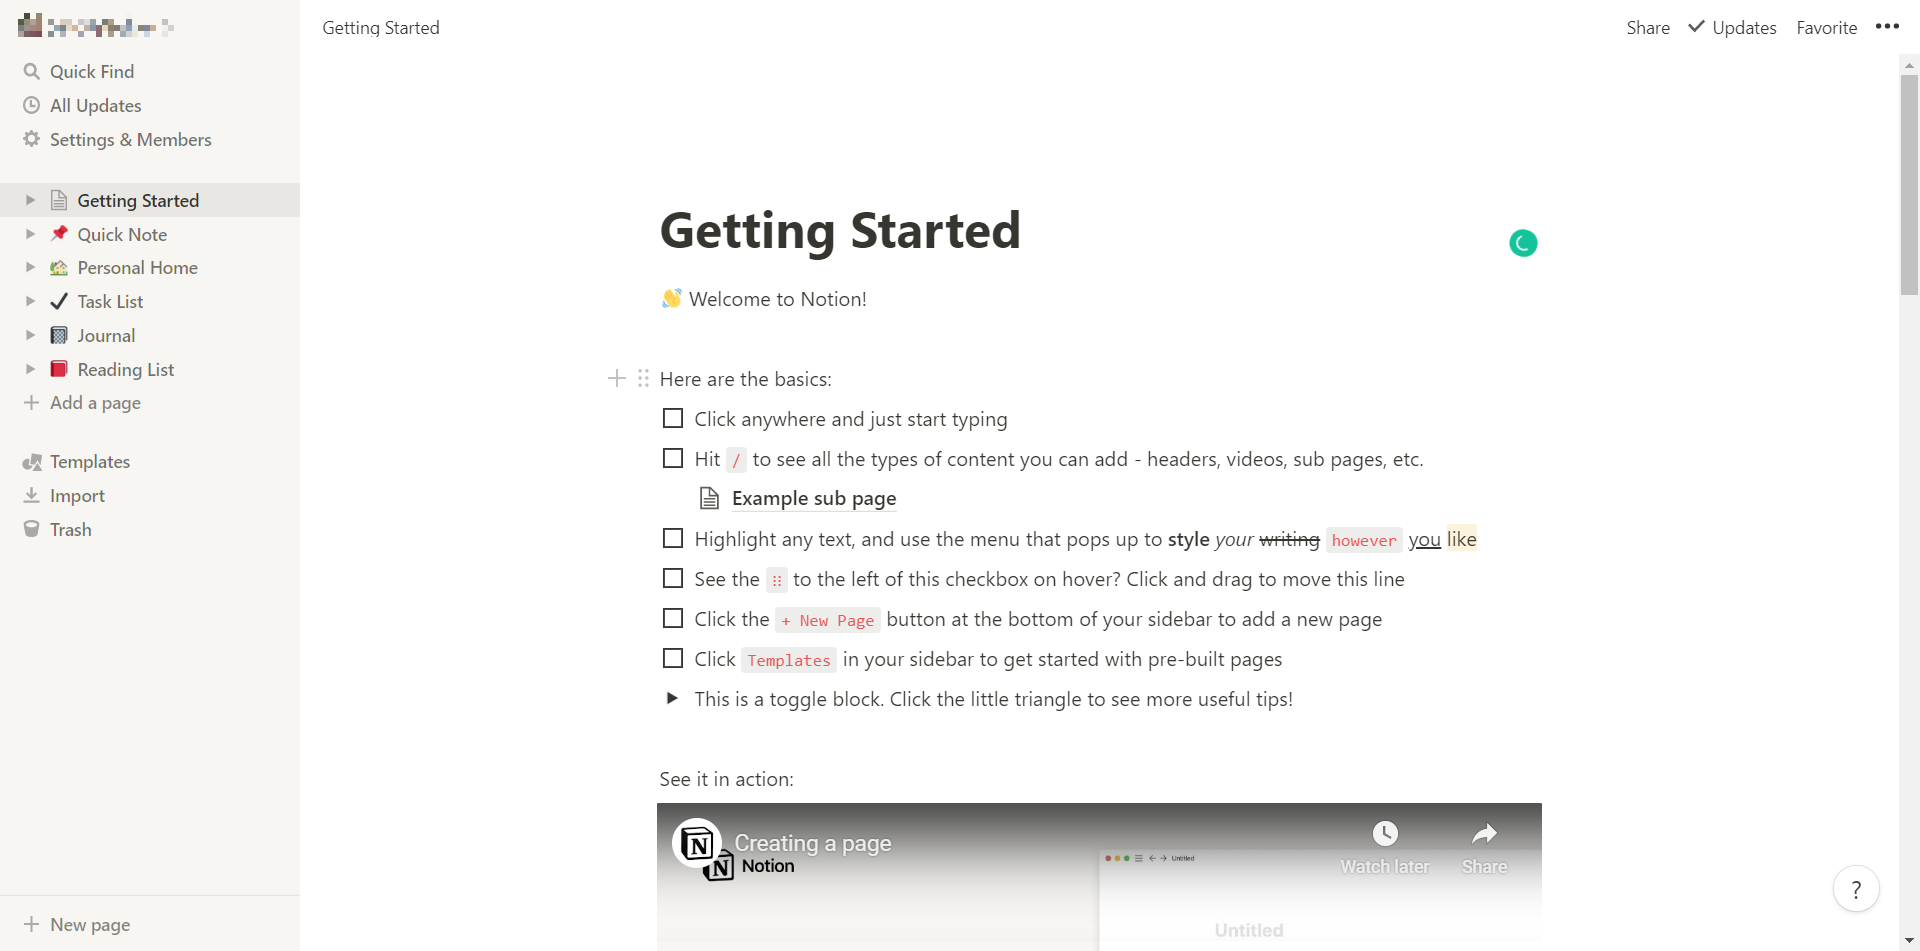 Quick Find
All Updates
Settings & Members
Getting Started
Quick Note
Personal Home
Task List
Journal
Reading List
Add a page
Templates
Import
Trash
New page
Getting Started
Share
Updates
Favorite
Getting Started
Welcome to Notion!
Here are the basics:
Click anywhere and just start typing
Hit / to see all the types of content you can add - headers, videos, sub pages, etc.
Example sub page
Highlight any text, and use the menu that pops up to style your writing however you like
See the ⠿ to the left of this checkbox on hover? Click and drag to move this line
Click the + New Page button at the bottom of your sidebar to add a new page
Click Templates in your sidebar to get started with pre-built pages
This is a toggle block. Click the little triangle to see more useful tips!
See it in action:
N Creating a page
N Notion
Untitled
Watch later
Share
Untitled
?